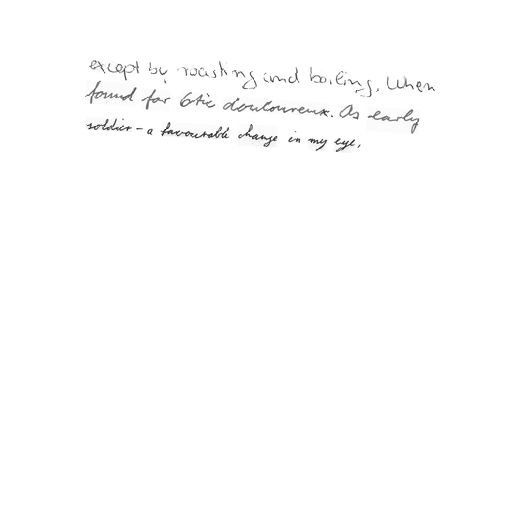 except by roasting and boiling. When
found for tic douloureux. As early
soldier - a favourable change in my eye,